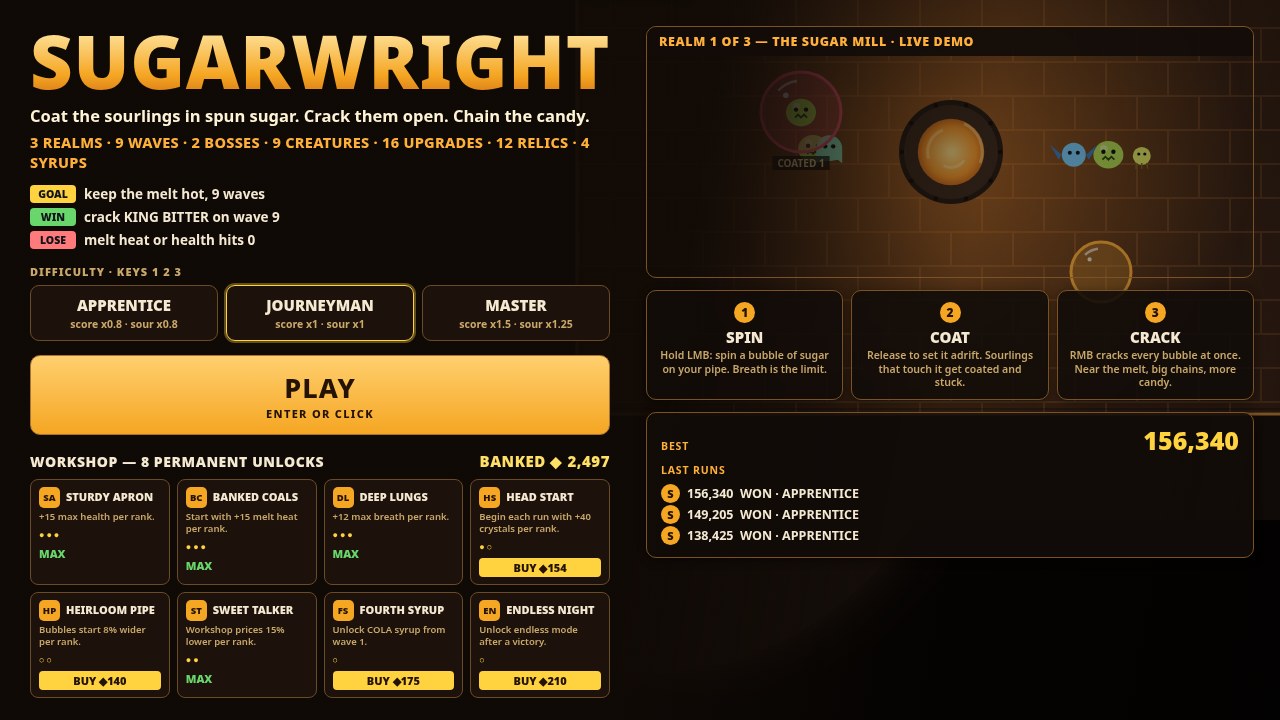 SUGARWRIGHT
Coat the sourlings in spun sugar. Crack them open. Chain the candy.
3 REALMS · 9 WAVES · 2 BOSSES · 9 CREATURES · 16 UPGRADES · 12 RELICS · 4
SYRUPS
GOAL keep the melt hot, 9 waves
WIN crack KING BITTER on wave 9
LOSE melt heat or health hits 0
DIFFICULTY · KEYS 1 2 3
APPRENTICE
score x0.8 · sour x0.8
JOURNEYMAN
score x1 · sour x1
MASTER
score x1.5 · sour x1.25
PLAY
ENTER OR CLICK
WORKSHOP — 8 PERMANENT UNLOCKS
BANKED ◆ 2,497
SA STURDY APRON
+15 max health per rank.
MAX
BC BANKED COALS
Start with +15 melt heat
per rank.
MAX
DL DEEP LUNGS
+12 max breath per rank.
MAX
HS HEAD START
Begin each run with +40
crystals per rank.
BUY ◆154
HP HEIRLOOM PIPE
Bubbles start 8% wider
per rank.
BUY ◆140
ST SWEET TALKER
Workshop prices 15%
lower per rank.
MAX
FS FOURTH SYRUP
Unlock COLA syrup from
wave 1.
BUY ◆175
EN ENDLESS NIGHT
Unlock endless mode
after a victory.
BUY ◆210
REALM 1 OF 3 — THE SUGAR MILL · LIVE DEMO
COATED 1
1
SPIN
Hold LMB: spin a bubble of sugar
on your pipe. Breath is the limit.
2
COAT
Release to set it adrift. Sourlings
that touch it get coated and
stuck.
3
CRACK
RMB cracks every bubble at once.
Near the melt, big chains, more
candy.
BEST 156,340
LAST RUNS
S 156,340 WON · APPRENTICE
S 149,205 WON · APPRENTICE
S 138,425 WON · APPRENTICE